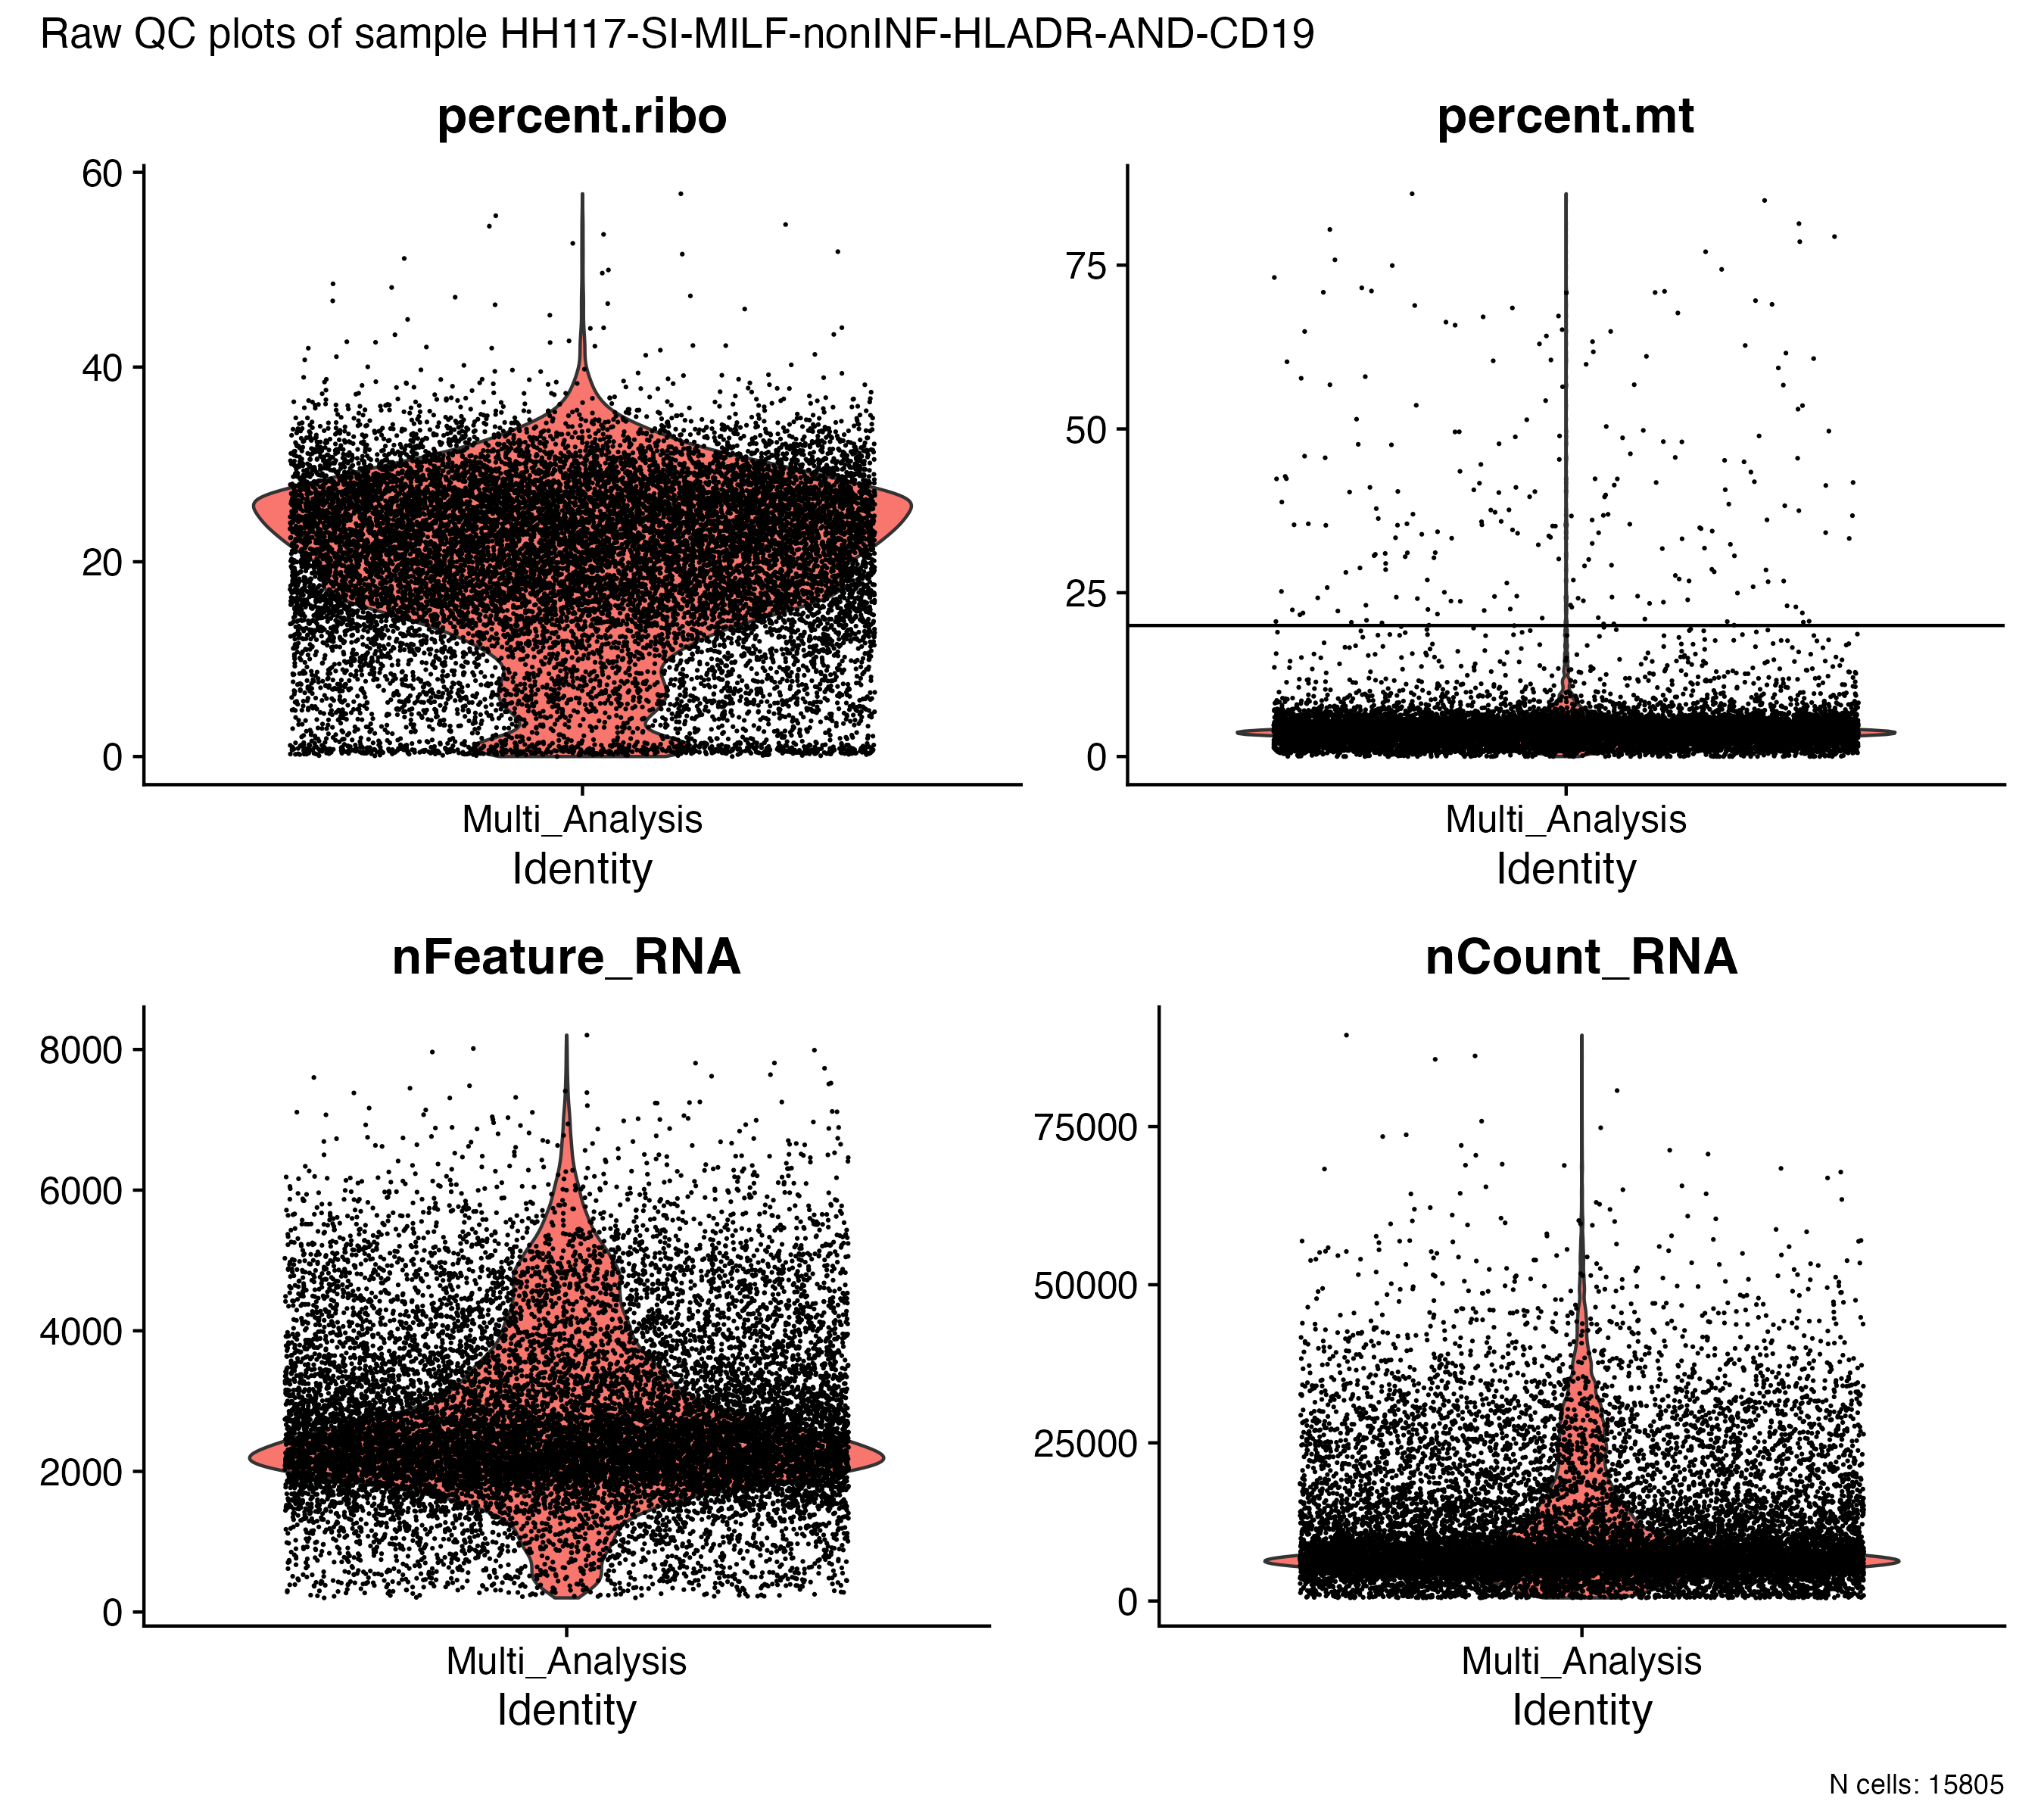 Raw QC plots of sample HH117-SI-MILF-nonINF-HLADR-AND-CD19
percent.ribo
60
40
20
0
Multi_Analysis
Identity
percent.mt
75
50
25
0
Multi_Analysis
Identity
nFeature_RNA
8000
6000
4000
2000
0
Multi_Analysis
Identity
nCount_RNA
75000
50000
25000
0
Multi_Analysis
Identity
N cells: 15805